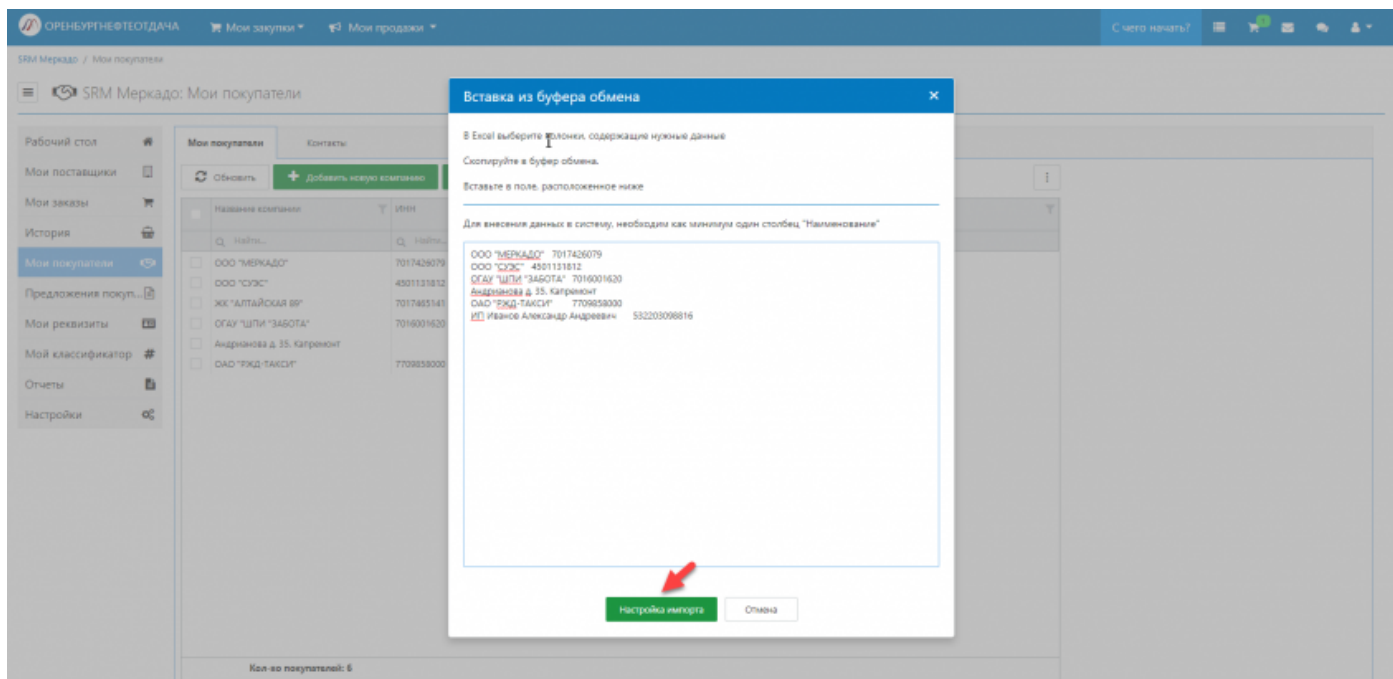 ОРЕНБУРГНЕФТЕОТДАЧА
Мои закупки
Мои продажи
С чего начать?
SRM Меркадо / Мои покупатели
SRM Меркадо: Мои покупатели
Рабочий стол
Мои поставщики
Мои заказы
История
Мои покупатели
Предложения покуп...
Мои реквизиты
Мой классификатор
Отчеты
Настройки
Мои покупатели
Контакты
Обновить
Добавить новую компанию
Название компании
ИНН
Найти...
Найти...
ООО "МЕРКАДО" 7017426079
ООО "СУЭС" 4501131812
ЖК "АЛТАЙСКАЯ 89" 7017465141
ОГАУ "ШПИ "ЗАБОТА" 7016001620
Андрианова д. 35. Капремонт
ОАО "РЖД-ТАКСИ" 7709858000
Кол-во покупателей: 6
Вставка из буфера обмена
В Excel выберите колонки, содержащие нужные данные
Скопируйте в буфер обмена.
Вставьте в поле, расположенное ниже
Для внесения данных в систему, необходим как минимум один столбец "Наименование"
ООО "МЕРКАДО" 7017426079
ООО "СУЭС" 4501131812
ОГАУ "ШПИ "ЗАБОТА" 7016001620
Андрианова д. 35. Капремонт
ОАО "РЖД-ТАКСИ" 7709858000
ИП Иванов Александр Андреевич 532203098816
Настройка импорта
Отмена